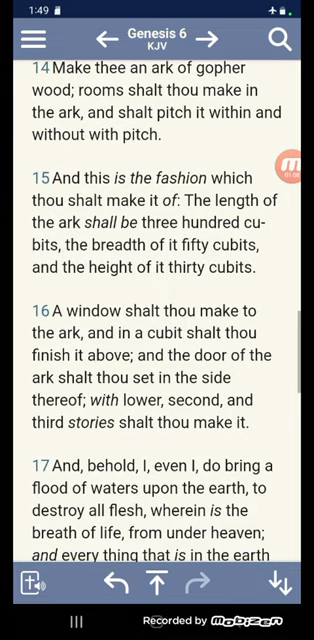 1:49
Genesis 6
KJV
14 Make thee an ark of gopher
wood; rooms shalt thou make in
the ark, and shalt pitch it within and
without with pitch.
15 And this is the fashion which
thou shalt make it of: The length of
the ark shall be three hundred cu-
bits, the breadth of it fifty cubits,
and the height of it thirty cubits.
16 A window shalt thou make to
the ark, and in a cubit shalt thou
finish it above; and the door of the
ark shalt thou set in the side
thereof; with lower, second, and
third stories shalt thou make it.
17 And, behold, I, even I, do bring a
flood of waters upon the earth, to
destroy all flesh, wherein is the
breath of life, from under heaven;
and every thing that is in the earth
Recorded by mobizen